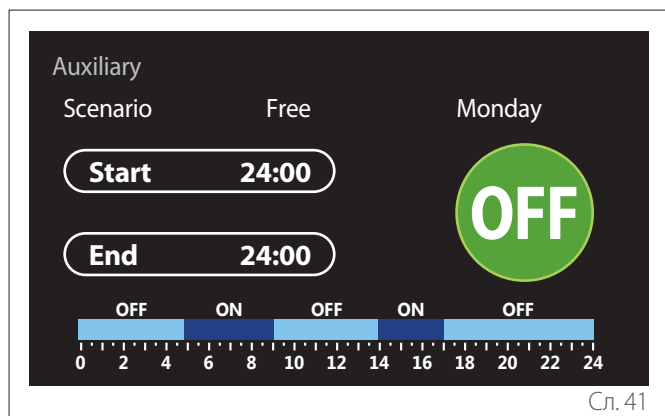 Auxiliary
Scenario Free Monday
Start 24:00
OFF
End 24:00
OFF ON OFF ON OFF
0 2 4 6 8 10 12 14 16 18 20 22 24
Сл. 41